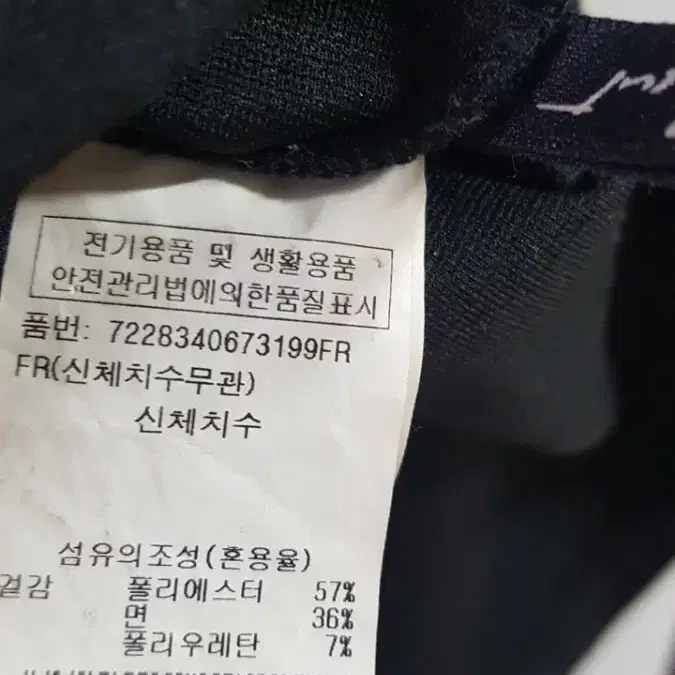 전기용품 및 생활용품
안전관리법에의한품질표시
품번: 7228340673199FR
FR(신체치수무관)
신체치수
섬유의조성(혼용율)
겉감 폴리에스터 57%
면 36%
폴리우레탄 7%